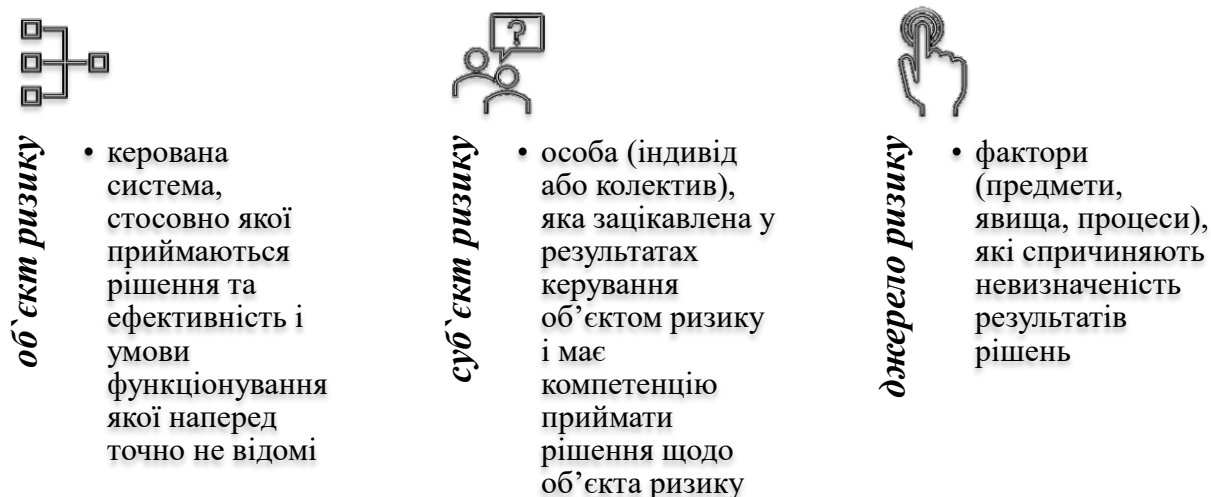 об`єкт ризику
• керована
система,
стосовно якої
приймаються
рішення та
ефективність і
умови
функціонування
якої наперед
точно не відомі
?
суб`єкт ризику
• особа (індивід
або колектив),
яка зацікавлена у
результатах
керування
об’єктом ризику
і має
компетенцію
приймати
рішення щодо
об’єкта ризику
джерело ризику
• фактори
(предмети,
явища, процеси),
які спричиняють
невизначеність
результатів
рішень